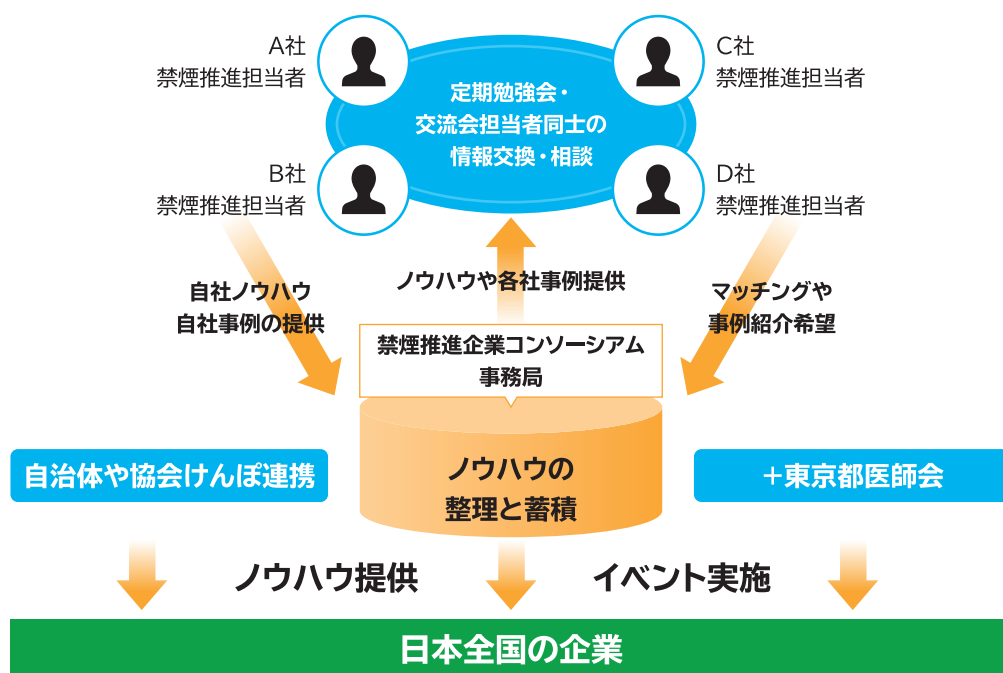 A社
禁煙推進担当者
C社
禁煙推進担当者
定期勉強会・
交流会担当者同士の
情報交換・相談
B社
禁煙推進担当者
D社
禁煙推進担当者
自社ノウハウ
自社事例の提供
ノウハウや各社事例提供
マッチングや
事例紹介希望
禁煙推進企業コンソーシアム
事務局
自治体や協会けんぽ連携
ノウハウの
整理と蓄積
+東京都医師会
ノウハウ提供
イベント実施
日本全国の企業